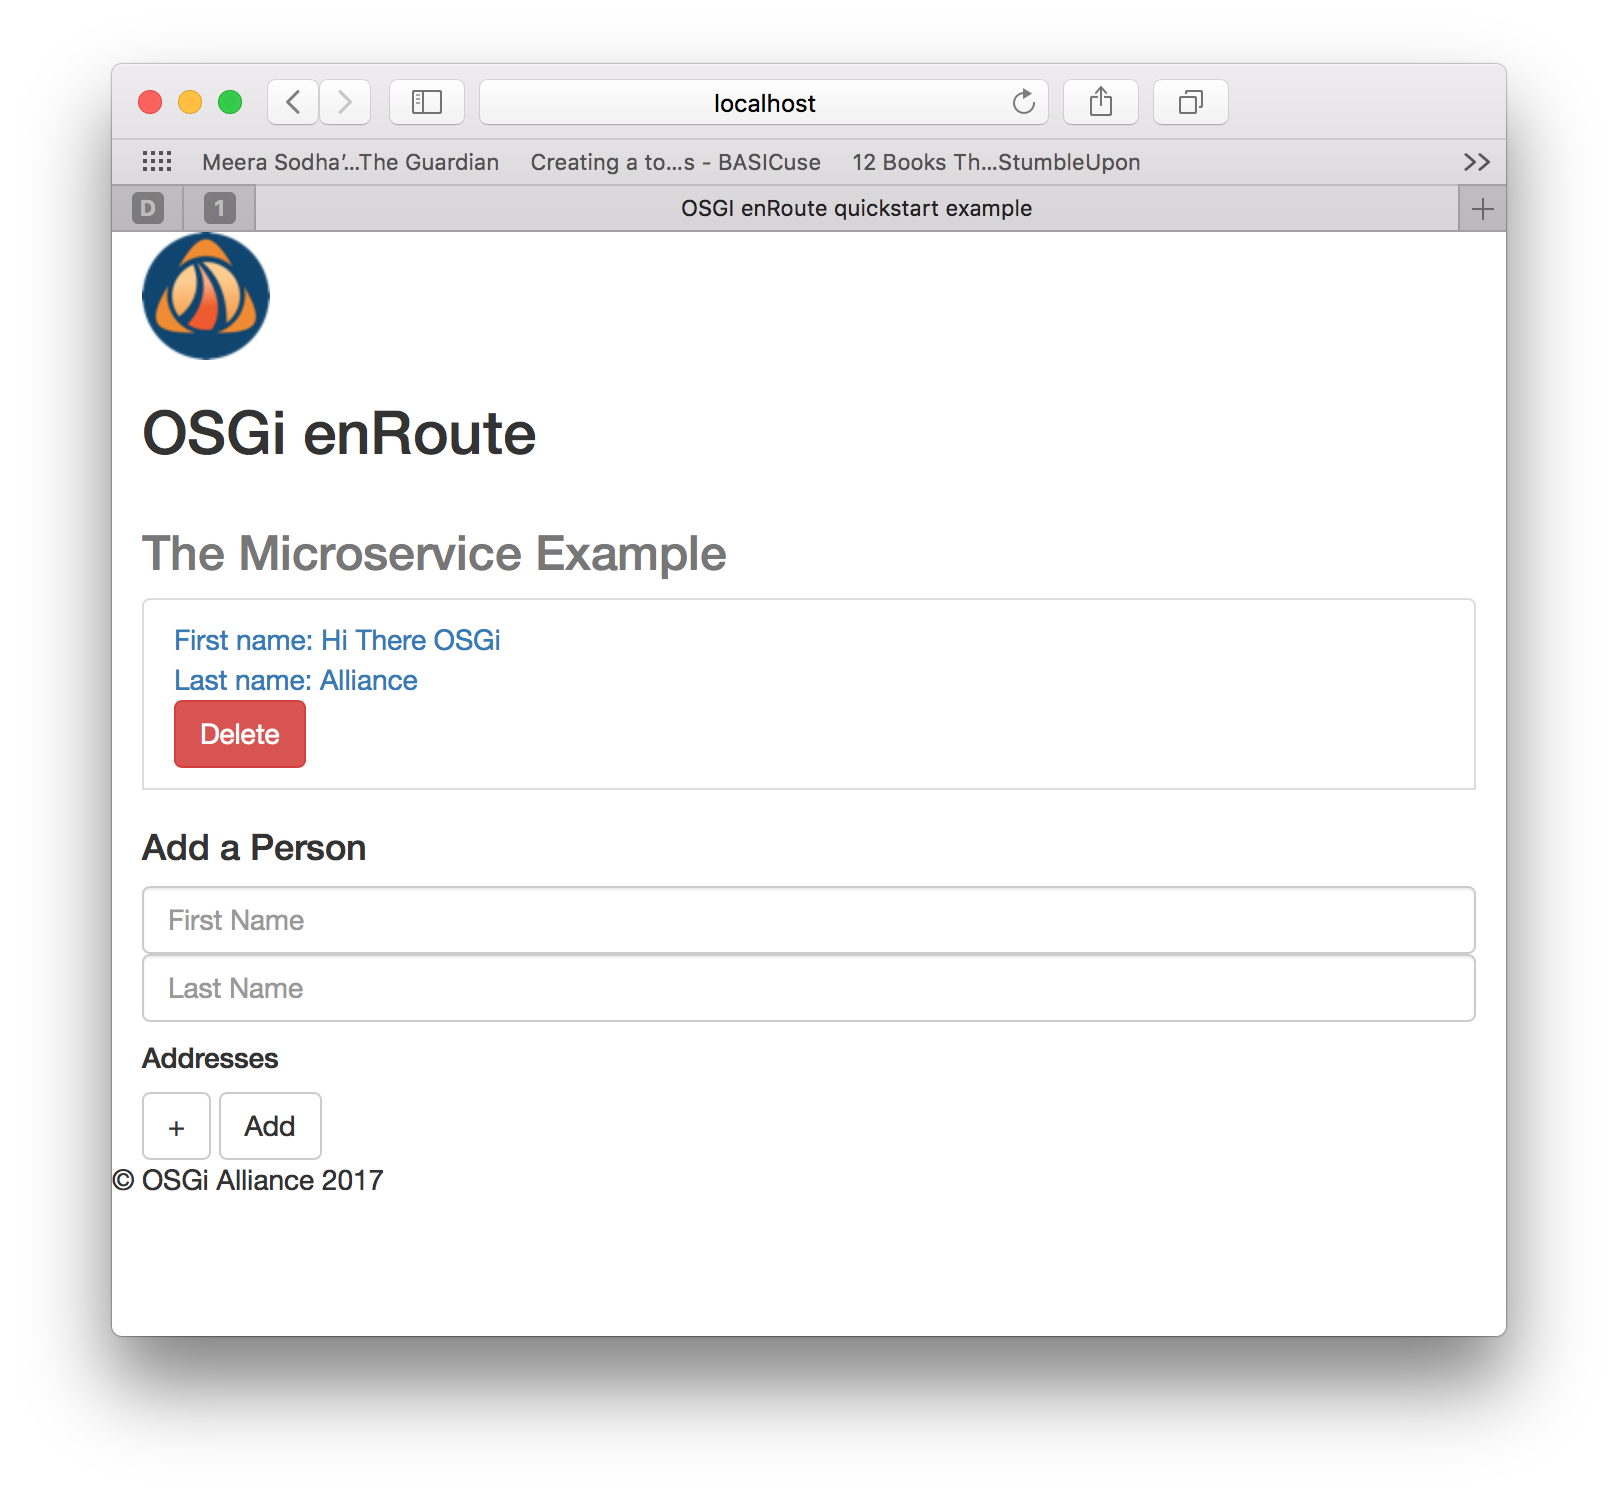 localhost
Meera Sodha’...The Guardian Creating a to...s - BASICuse 12 Books Th...StumbleUpon
D 1 OSGI enRoute quickstart example
OSGi enRoute
The Microservice Example
First name: Hi There OSGi
Last name: Alliance
Delete
Add a Person
First Name
Last Name
Addresses
+ Add
© OSGi Alliance 2017